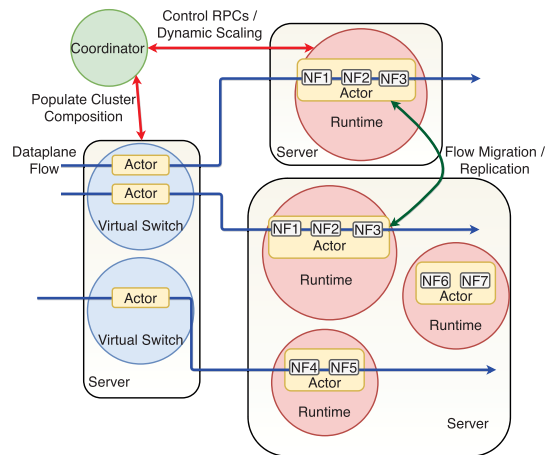 Control RPCs /
Dynamic Scaling
Coordinator
Populate Cluster
Composition
NF1 NF2 NF3
Actor
Runtime
Server
Dataplane
Flow
Actor
Actor
Virtual Switch
Actor
Virtual Switch
Server
Flow Migration /
Replication
NF1 NF2 NF3
Actor
Runtime
NF6 NF7
Actor
Runtime
NF4 NF5
Actor
Runtime
Server